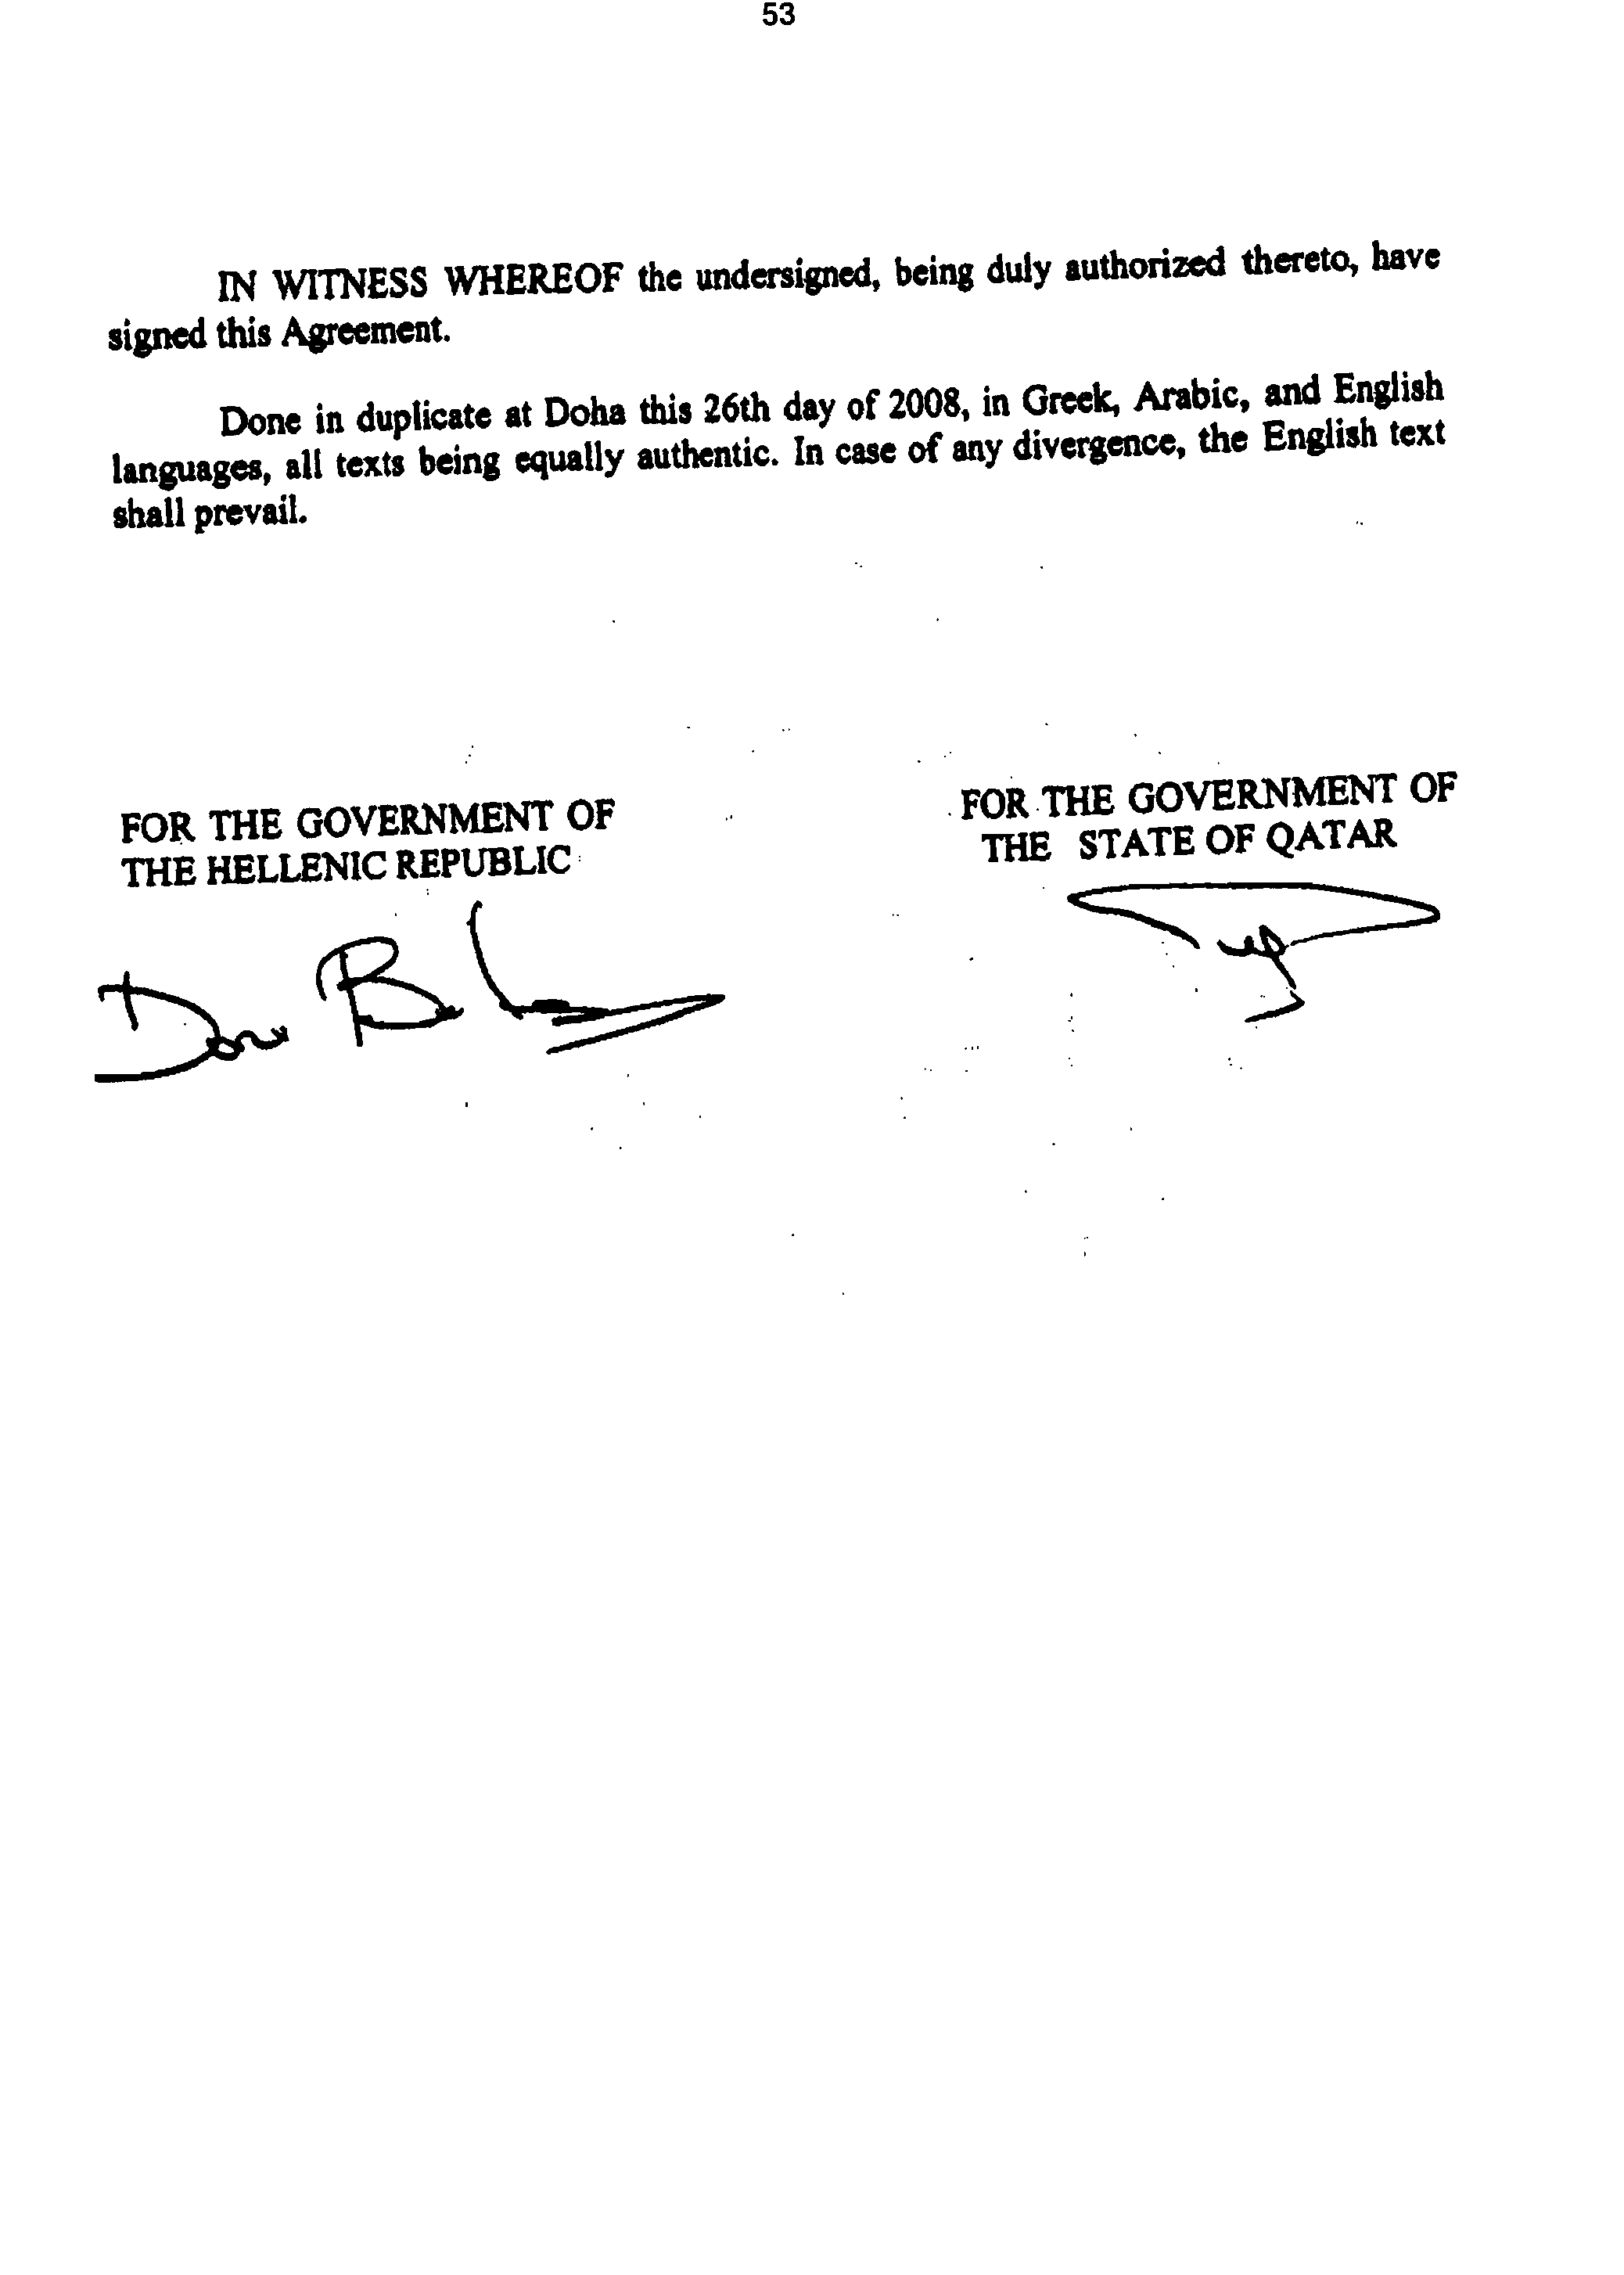 53
IN WITNESS WHEREOF the undersigned, being duly authorized thereto, have
signed this Agreement.
Done in duplicate at Doha this 26th day of 2008, in Greek, Arabic, and English
languages, all texts being equally authentic. In case of any divergence, the English text
shall prevail.
FOR THE GOVERNMENT OF
THE HELLENIC REPUBLIC
FOR THE GOVERNMENT OF
THE STATE OF QATAR